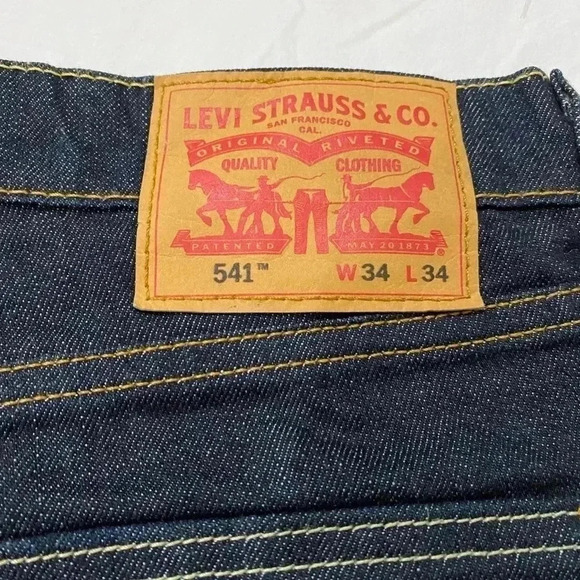 LEVI STRAUSS & CO.
SAN FRANCISCO
CAL.
ORIGINAL RIVETED
QUALITY CLOTHING
PATENTED MAY 20 1873 ®
541™ W 34 L 34